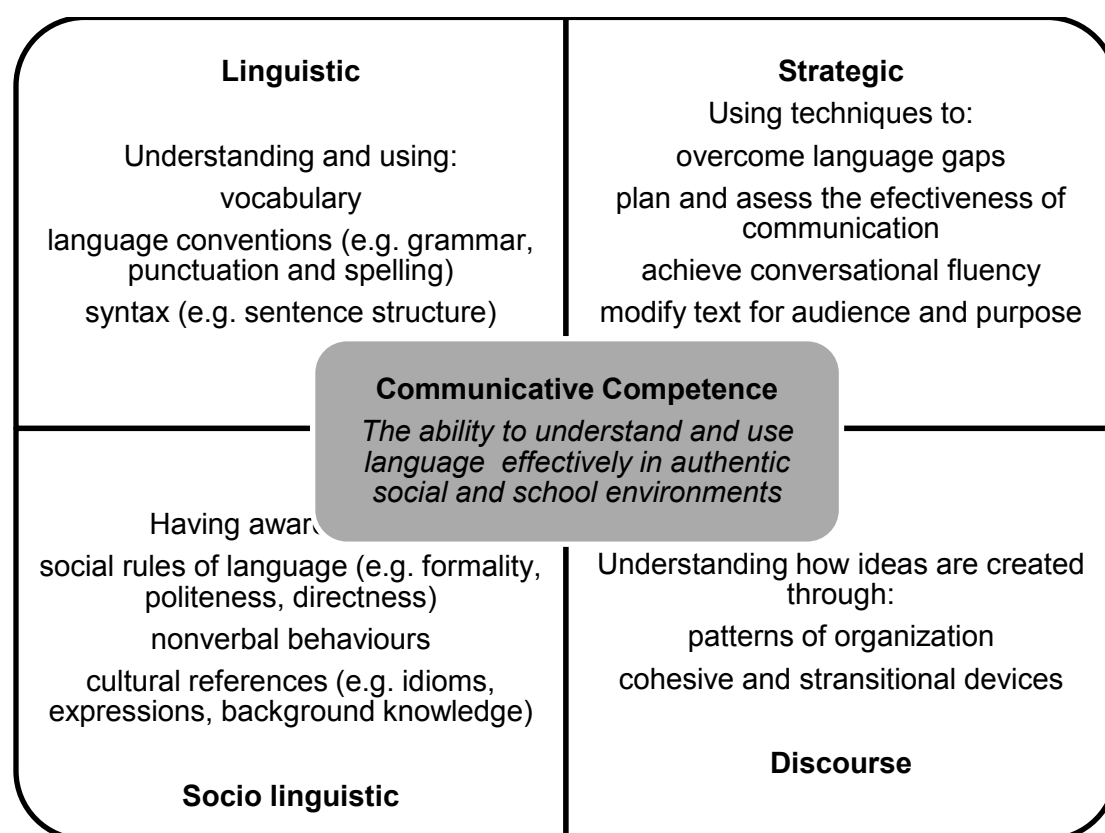 Linguistic
Understanding and using:
vocabulary
language conventions (e.g. grammar,
punctuation and spelling)
syntax (e.g. sentence structure)
Strategic
Using techniques to:
overcome language gaps
plan and asess the efectiveness of
communication
achieve conversational fluency
modify text for audience and purpose
Communicative Competence
The ability to understand and use
language effectively in authentic
social and school environments
Having
social rules of language (e.g. formality,
politeness, directness)
nonverbal behaviours
cultural references (e.g. idioms,
expressions, background knowledge)
Socio linguistic
Understanding how ideas are created
through:
patterns of organization
cohesive and stransitional devices
Discourse